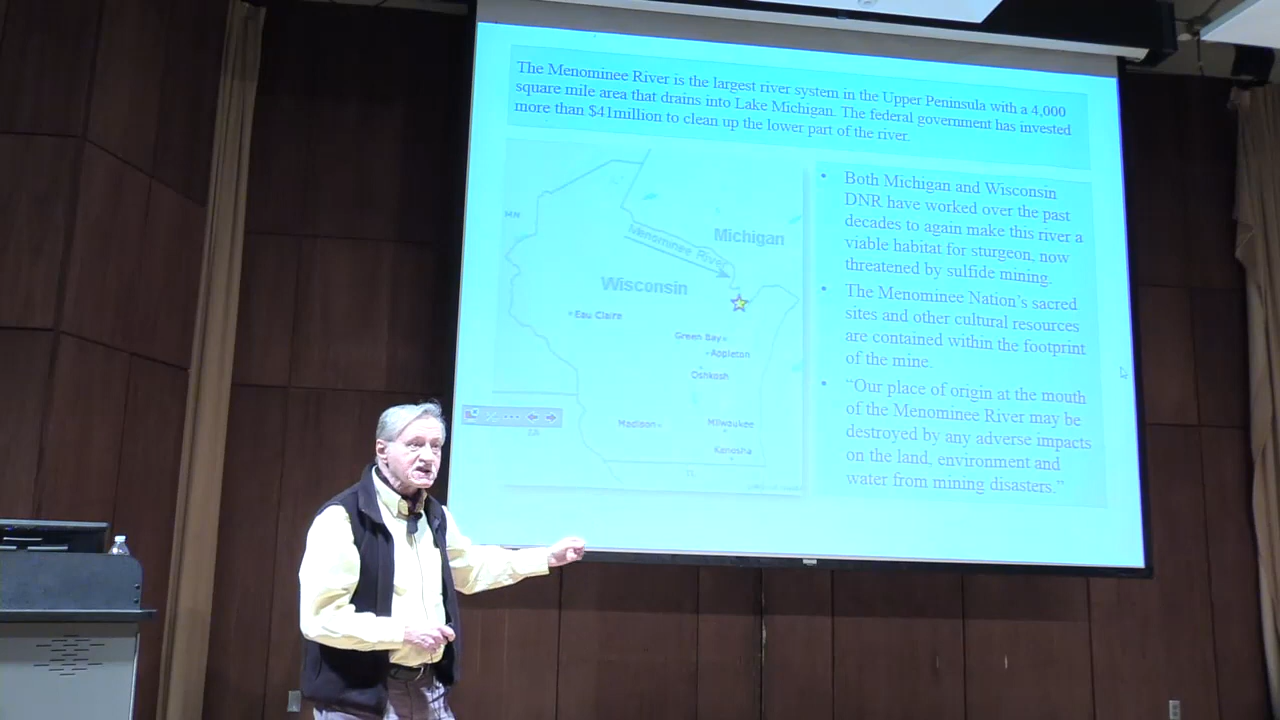 The Menominee River is the largest river system in the Upper Peninsula with a 4,000
square mile area that drains into Lake Michigan. The federal government has invested
more than $41million to clean up the lower part of the river.
MN
Michigan
Menominee River
Wisconsin
Eau Claire
Green Bay
Appleton
Oshkosh
Madison
Milwaukee
Kenosha
• Both Michigan and Wisconsin
DNR have worked over the past
decades to again make this river a
viable habitat for sturgeon, now
threatened by sulfide mining.
• The Menominee Nation's sacred
sites and other cultural resources
are contained within the footprint
of the mine.
• “Our place of origin at the mouth
of the Menominee River may be
destroyed by any adverse impacts
on the land, environment and
water from mining disasters.”